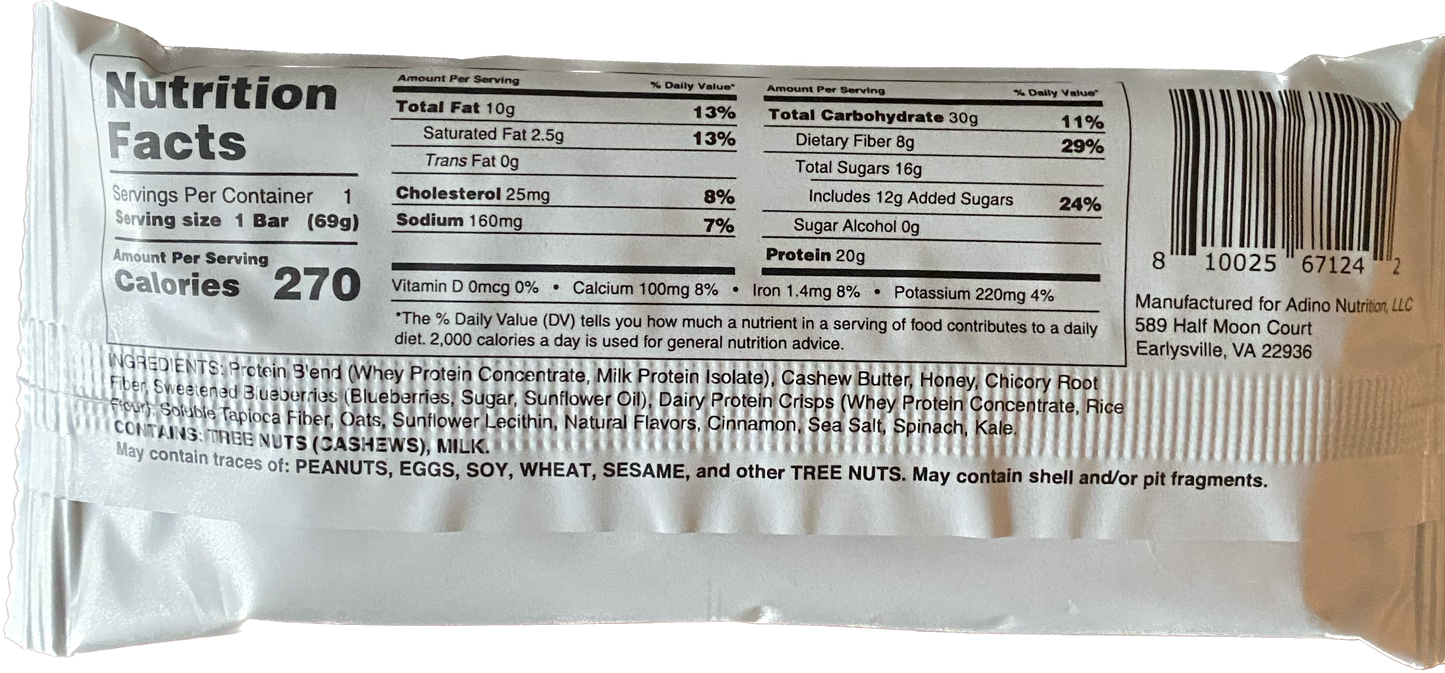 Nutrition
Facts
Servings Per Container 1
Serving size 1 Bar (69g)
Amount Per Serving
Calories 270
Amount Per Serving % Daily Value*
Total Fat 10g 13%
Saturated Fat 2.5g 13%
Trans Fat 0g
Cholesterol 25mg 8%
Sodium 160mg 7%
Amount Per Serving % Daily Value*
Total Carbohydrate 30g 11%
Dietary Fiber 8g 29%
Total Sugars 16g
Includes 12g Added Sugars 24%
Sugar Alcohol 0g
Protein 20g
Vitamin D 0mcg 0% • Calcium 100mg 8% • Iron 1.4mg 8% • Potassium 220mg 4%
*The % Daily Value (DV) tells you how much a nutrient in a serving of food contributes to a daily
diet. 2,000 calories a day is used for general nutrition advice.
8 10025 67124 2
Manufactured for Adino Nutrition, LLC
589 Half Moon Court
Earlysville, VA 22936
INGREDIENTS: Protein Blend (Whey Protein Concentrate, Milk Protein Isolate), Cashew Butter, Honey, Chicory Root
Fiber, Sweetened Blueberries (Blueberries, Sugar, Sunflower Oil), Dairy Protein Crisps (Whey Protein Concentrate, Rice
Flour), Soluble Tapioca Fiber, Oats, Sunflower Lecithin, Natural Flavors, Cinnamon, Sea Salt, Spinach, Kale.
CONTAINS: TREE NUTS (CASHEWS), MILK.
May contain traces of: PEANUTS, EGGS, SOY, WHEAT, SESAME, and other TREE NUTS. May contain shell and/or pit fragments.